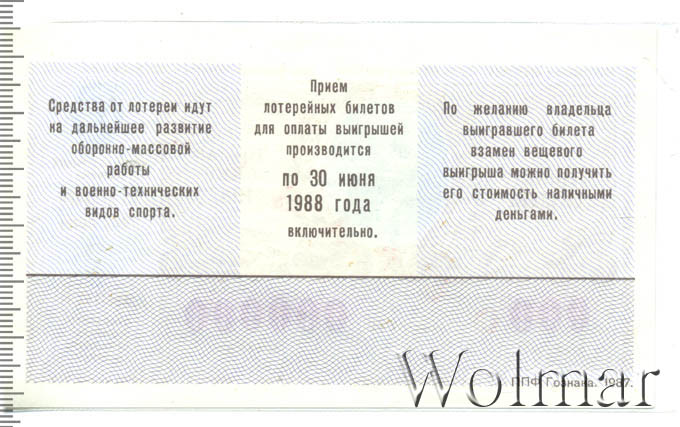 Средства от лотереи идут
на дальнейшее развитие
оборонно-массовой
работы
и военно-технических
видов спорта.
Прием
лотерейных билетов
для оплаты выигрышей
производится
по 30 июня
1988 года
включительно.
По желанию владельца
выигравшего билета
взамен вещевого
выигрыша можно получить
его стоимость наличными
деньгами.
ППФ Гознака. 1987.
Wolmar